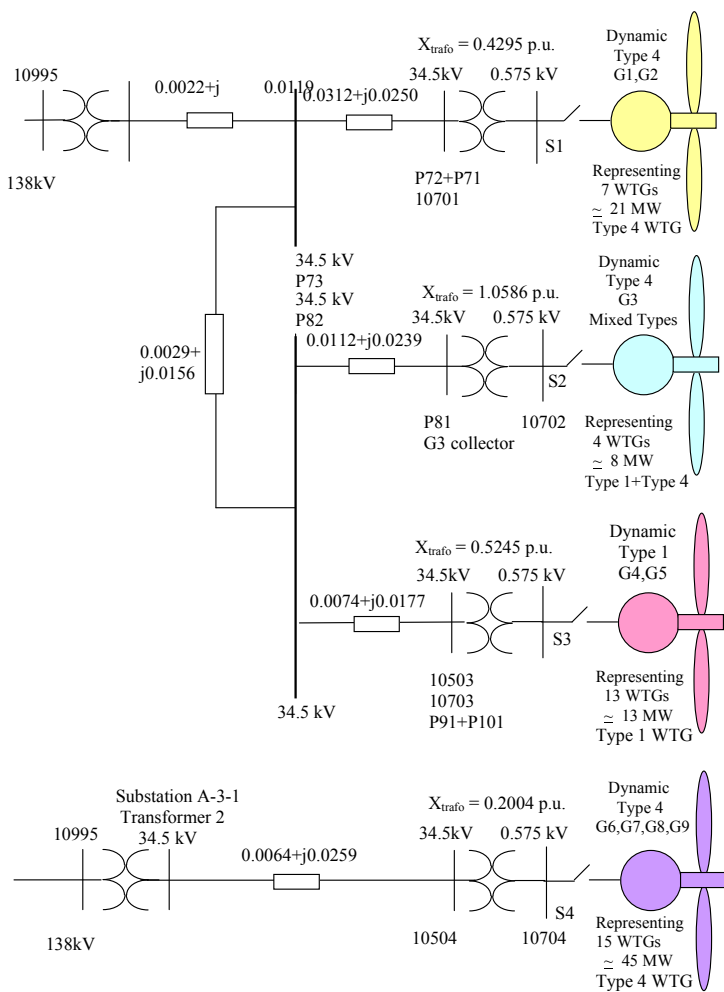 X_trafo = 0.4295 p.u.
Dynamic
Type 4
G1,G2
10995
0.0022+j
0.0119
0.0312+j0.0250
34.5kV
0.575 kV
S1
138kV
P72+P71
10701
Representing
7 WTGs
≃ 21 MW
Type 4 WTG
34.5 kV
P73
34.5 kV
P82
X_trafo = 1.0586 p.u.
Dynamic
Type 4
G3
Mixed Types
0.0029+
j0.0156
0.0112+j0.0239
34.5kV
0.575 kV
S2
P81
G3 collector
10702
Representing
4 WTGs
≃ 8 MW
Type 1+Type 4
X_trafo = 0.5245 p.u.
Dynamic
Type 1
G4,G5
0.0074+j0.0177
34.5kV
0.575 kV
S3
34.5 kV
10503
10703
P91+P101
Representing
13 WTGs
≃ 13 MW
Type 1 WTG
Substation A-3-1
Transformer 2
X_trafo = 0.2004 p.u.
Dynamic
Type 4
G6,G7,G8,G9
10995
34.5 kV
0.0064+j0.0259
34.5kV
0.575 kV
S4
138kV
10504
10704
Representing
15 WTGs
≃ 45 MW
Type 4 WTG